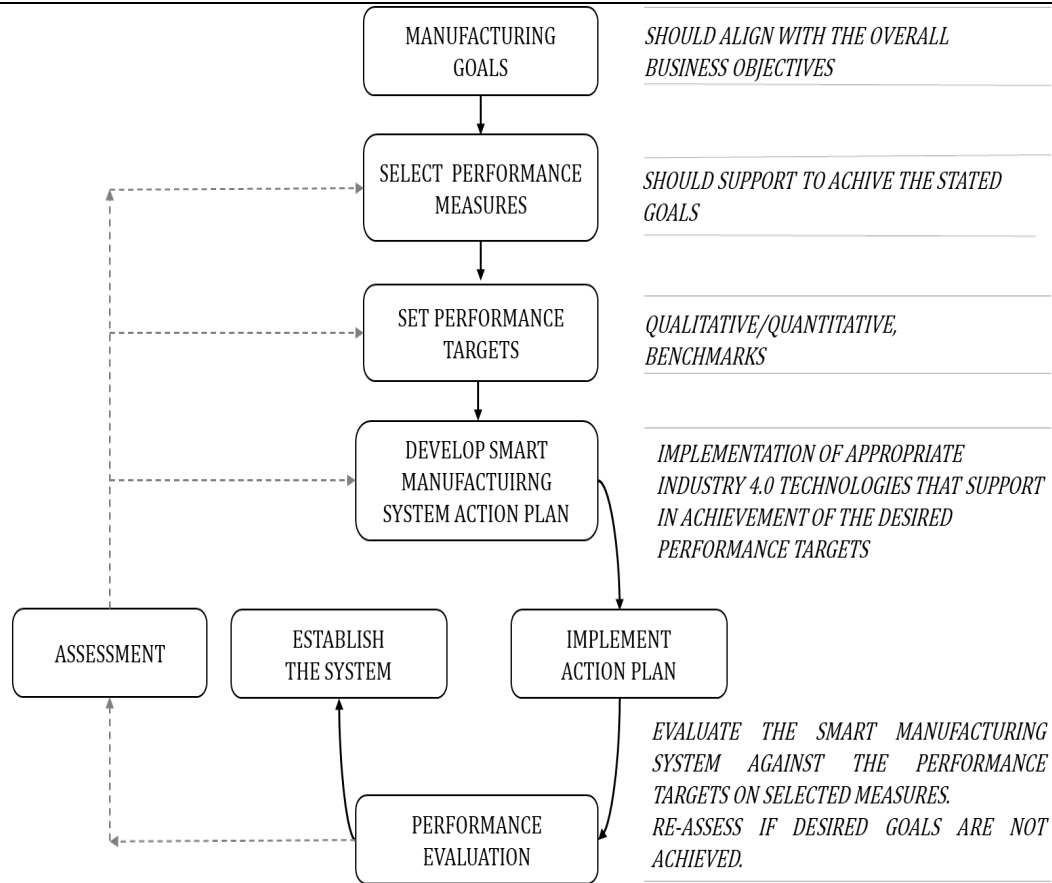 MANUFACTURING
GOALS
SHOULD ALIGN WITH THE OVERALL
BUSINESS OBJECTIVES
SELECT PERFORMANCE
MEASURES
SHOULD SUPPORT TO ACHIVE THE STATED
GOALS
SET PERFORMANCE
TARGETS
QUALITATIVE/QUANTITATIVE,
BENCHMARKS
DEVELOP SMART
MANUFACTUIRNG
SYSTEM ACTION PLAN
IMPLEMENTATION OF APPROPRIATE
INDUSTRY 4.0 TECHNOLOGIES THAT SUPPORT
IN ACHIEVEMENT OF THE DESIRED
PERFORMANCE TARGETS
ASSESSMENT
ESTABLISH
THE SYSTEM
IMPLEMENT
ACTION PLAN
PERFORMANCE
EVALUATION
EVALUATE THE SMART MANUFACTURING
SYSTEM AGAINST THE PERFORMANCE
TARGETS ON SELECTED MEASURES.
RE-ASSESS IF DESIRED GOALS ARE NOT
ACHIEVED.